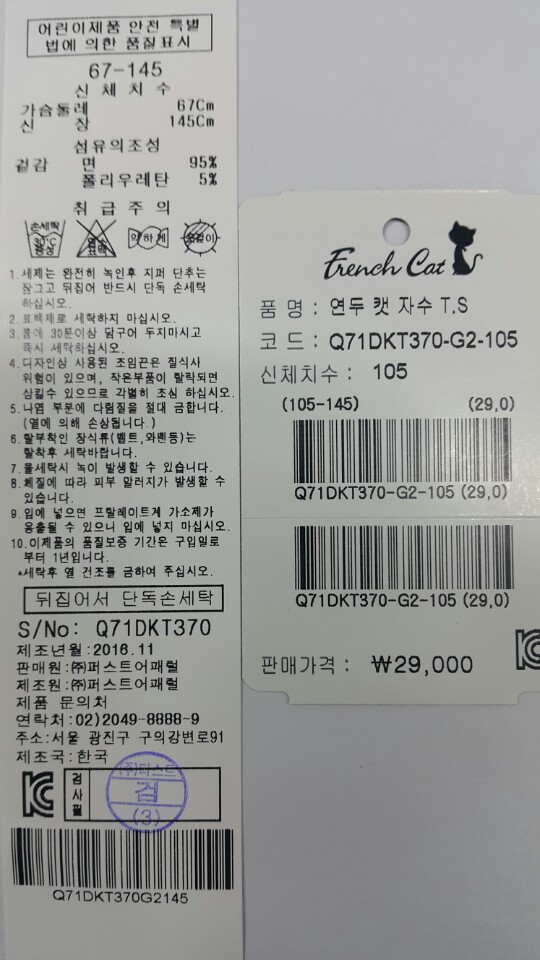 어린이제품 안전 특별
법에 의한 품질표시
67-145
신 체 치 수
가슴둘레 67Cm
신 장 145Cm
섬유의조성
겉감 면 95%
폴리우레탄 5%
취 급 주 의
손세탁
30℃
중성
약하게
옷걸이
1.세제는 완전히 녹인후 지퍼 단추는
잠그고 뒤집어 반드시 단독 손세탁
하십시오.
2.표백제로 세탁하지 마십시오.
3.물에 30분이상 담구어 두지마시고
즉시 세탁하십시오.
4.디자인상 사용된 조임끈은 질식사
위험이 있으며, 작은부품이 탈락되면
삼킬수 있으므로 각별히 조심 하십시오.
5.나염 부분에 다림질을 절대 금합니다.
(열에 의해 손상됩니다.)
6.탈부착인 장식류(벨트,와펜등)는
탈착후 세탁바랍니다.
7.물세탁시 녹이 발생할 수 있습니다.
8.체질에 따라 피부 알러지가 발생할 수
있습니다.
9.입에 넣으면 프탈레이트계 가소제가
용출될 수 있으니 입에 넣지 마십시오.
10.이제품의 품질보증 기간은 구입일로
부터 1년입니다.
*세탁후 열 건조를 금하여 주십시오.
뒤집어서 단독손세탁
S/No: Q71DKT370
제조년월:2016.11
판매원:㈜퍼스트어패럴
제조원:㈜퍼스트어패럴
제품 문의처
연락처:02)2049-8888~9
주소:서울 광진구 구의강변로91
제조국:한국
검사필
검
(3)
Q71DKT370G2145
French Cat
품 명 : 연두 캣 자수 T.S
코 드 : Q71DKT370-G2-105
신체치수 : 105
(105-145) (29,0)
Q71DKT370-G2-105 (29,0)
Q71DKT370-G2-105 (29,0)
판매가격 : ₩29,000